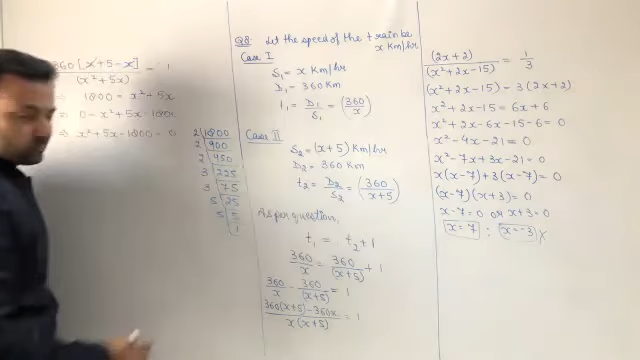 360 [x+5-x] = 1
(x²+5x)
⇒ 1800 = x²+5x
⇒ 0 = x²+5x-1800
⇒ x²+5x-1800 = 0
2 | 1800
2 | 900
2 | 450
3 | 225
3 | 75
5 | 25
5 | 5
1
Q8: Let the speed of the train be
x Km/hr
Case I
S₁ = x Km/hr
D₁ = 360 Km
t₁ = D₁/S₁ = (360/x)
Case II
S₂ = (x+5) Km/hr
D₂ = 360 Km
t₂ = D₂/S₂ = (360/(x+5))
As per question,
t₁ = t₂ + 1
360/x = 360/(x+5) + 1
360/x - 360/(x+5) = 1
(360(x+5) - 360x)/(x(x+5)) = 1
(2x+2)/(x²+2x-15) = 1/3
(x²+2x-15) = 3(2x+2)
x²+2x-15 = 6x+6
x²+2x-6x-15-6 = 0
x²-4x-21 = 0
x²-7x+3x-21 = 0
x(x-7)+3(x-7) = 0
(x-7)(x+3) = 0
x-7=0 or x+3=0
x=7 ; x=-3 ×